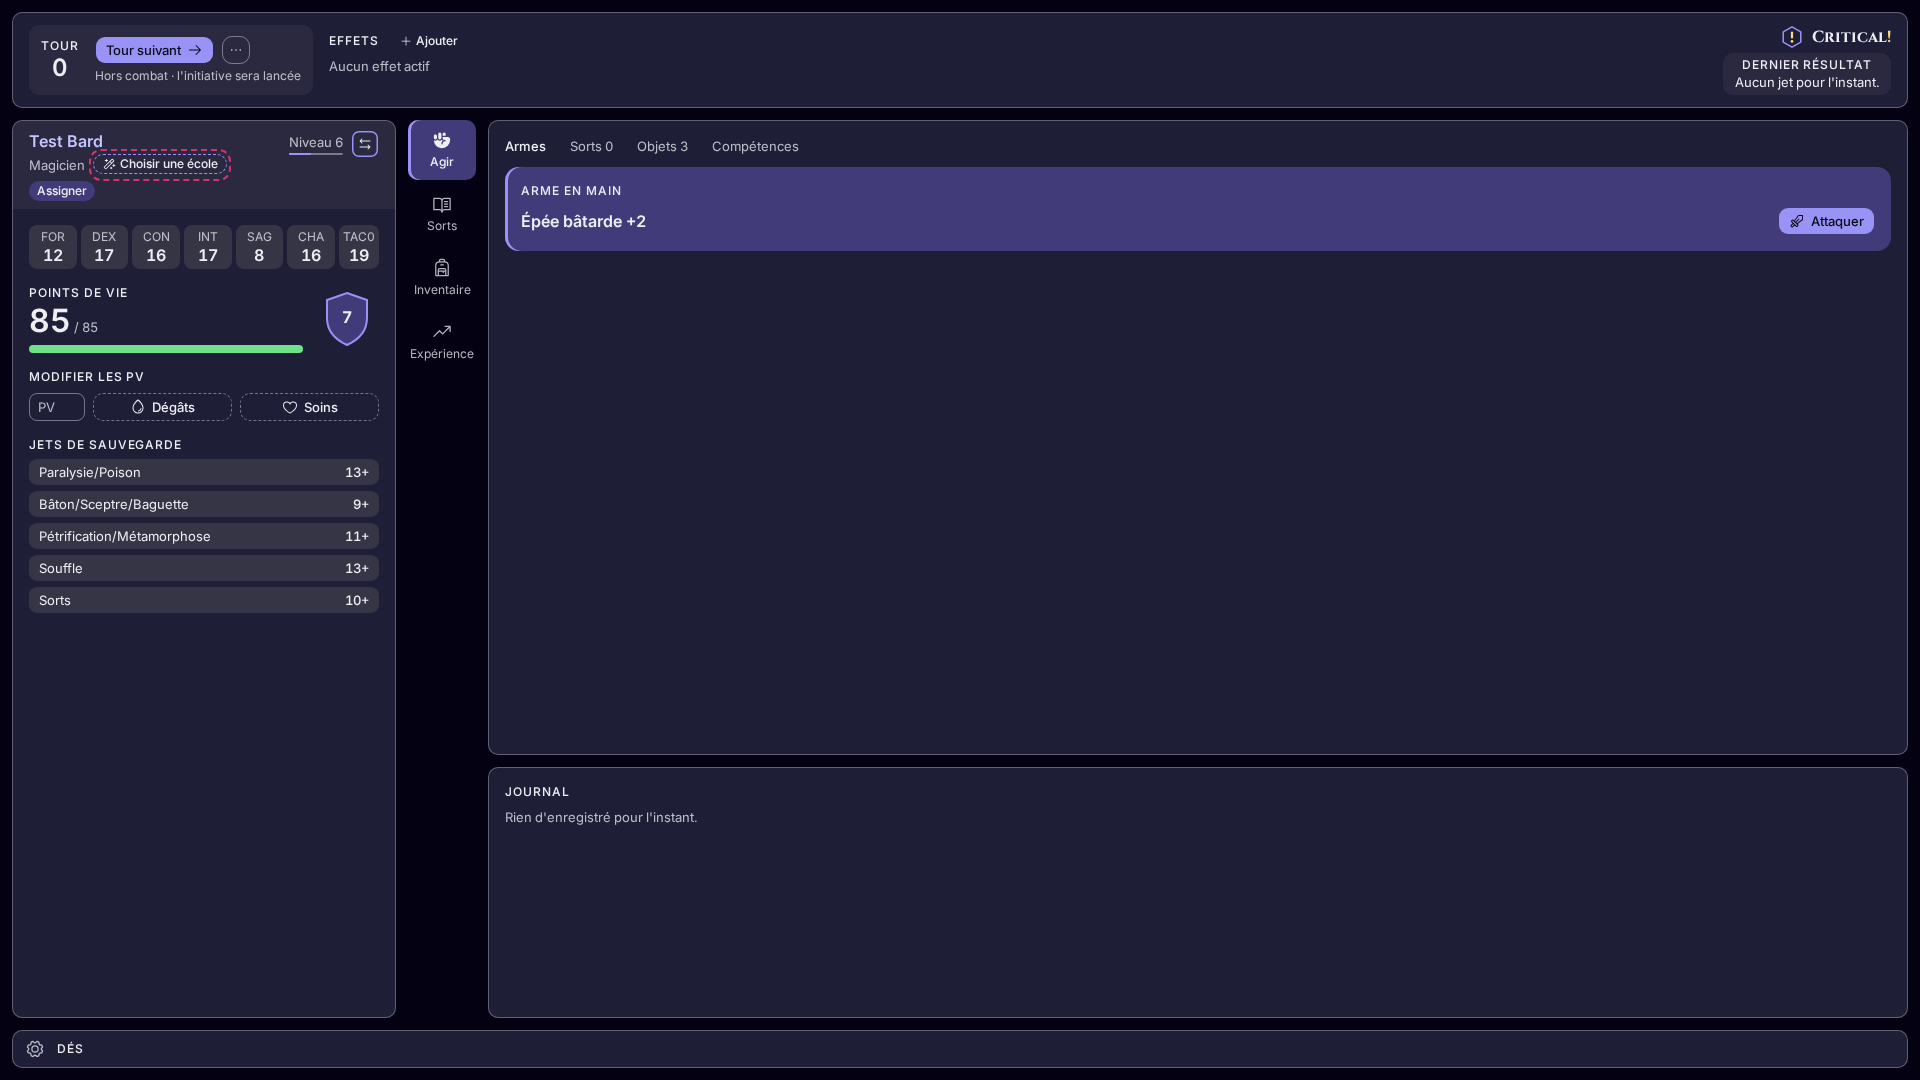 TOUR
0
Tour suivant
Hors combat · l'initiative sera lancée
EFFETS
Ajouter
Aucun effet actif
CRITICAL!
DERNIER RÉSULTAT
Aucun jet pour l'instant.
Test Bard
Niveau 6
Magicien
Choisir une école
Assigner
FOR
12
DEX
17
CON
16
INT
17
SAG
8
CHA
16
TAC0
19
POINTS DE VIE
85 / 85
7
MODIFIER LES PV
PV
Dégâts
Soins
JETS DE SAUVEGARDE
Paralysie/Poison 13+
Bâton/Sceptre/Baguette 9+
Pétrification/Métamorphose 11+
Souffle 13+
Sorts 10+
Agir
Sorts
Inventaire
Expérience
Armes Sorts 0 Objets 3 Compétences
ARME EN MAIN
Épée bâtarde +2
Attaquer
JOURNAL
Rien d'enregistré pour l'instant.
DÉS